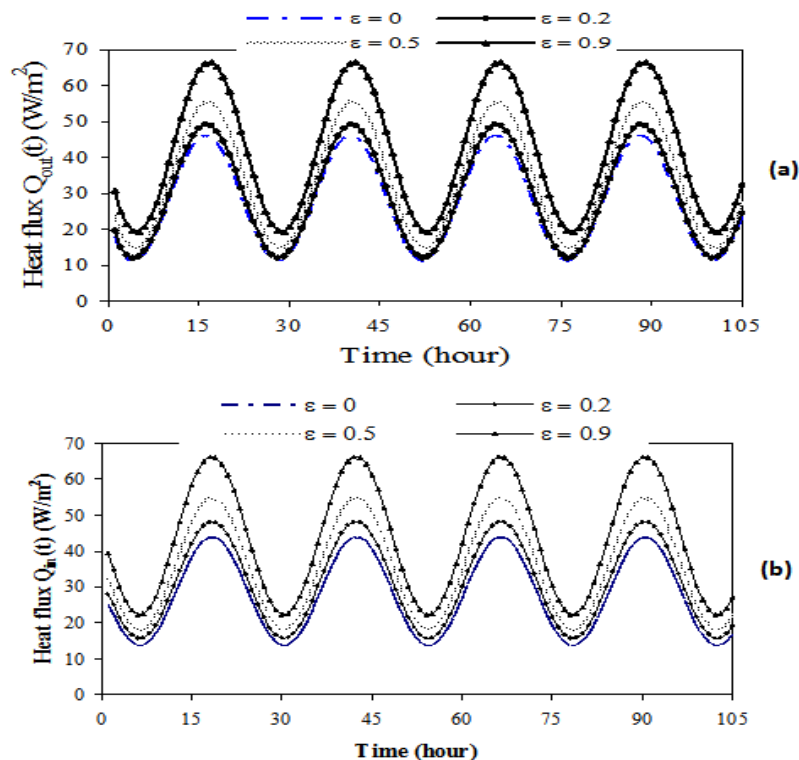 ε = 0 ε = 0.2
ε = 0.5 ε = 0.9
Heat flux Q_out(t) (W/m²)
70
60
50
40
30
20
10
0
0 15 30 45 60 75 90 105
Time (hour)
(a)
ε = 0 ε = 0.2
ε = 0.5 ε = 0.9
Heat flux Q_in(t) (W/m²)
70
60
50
40
30
20
10
0
0 15 30 45 60 75 90 105
Time (hour)
(b)